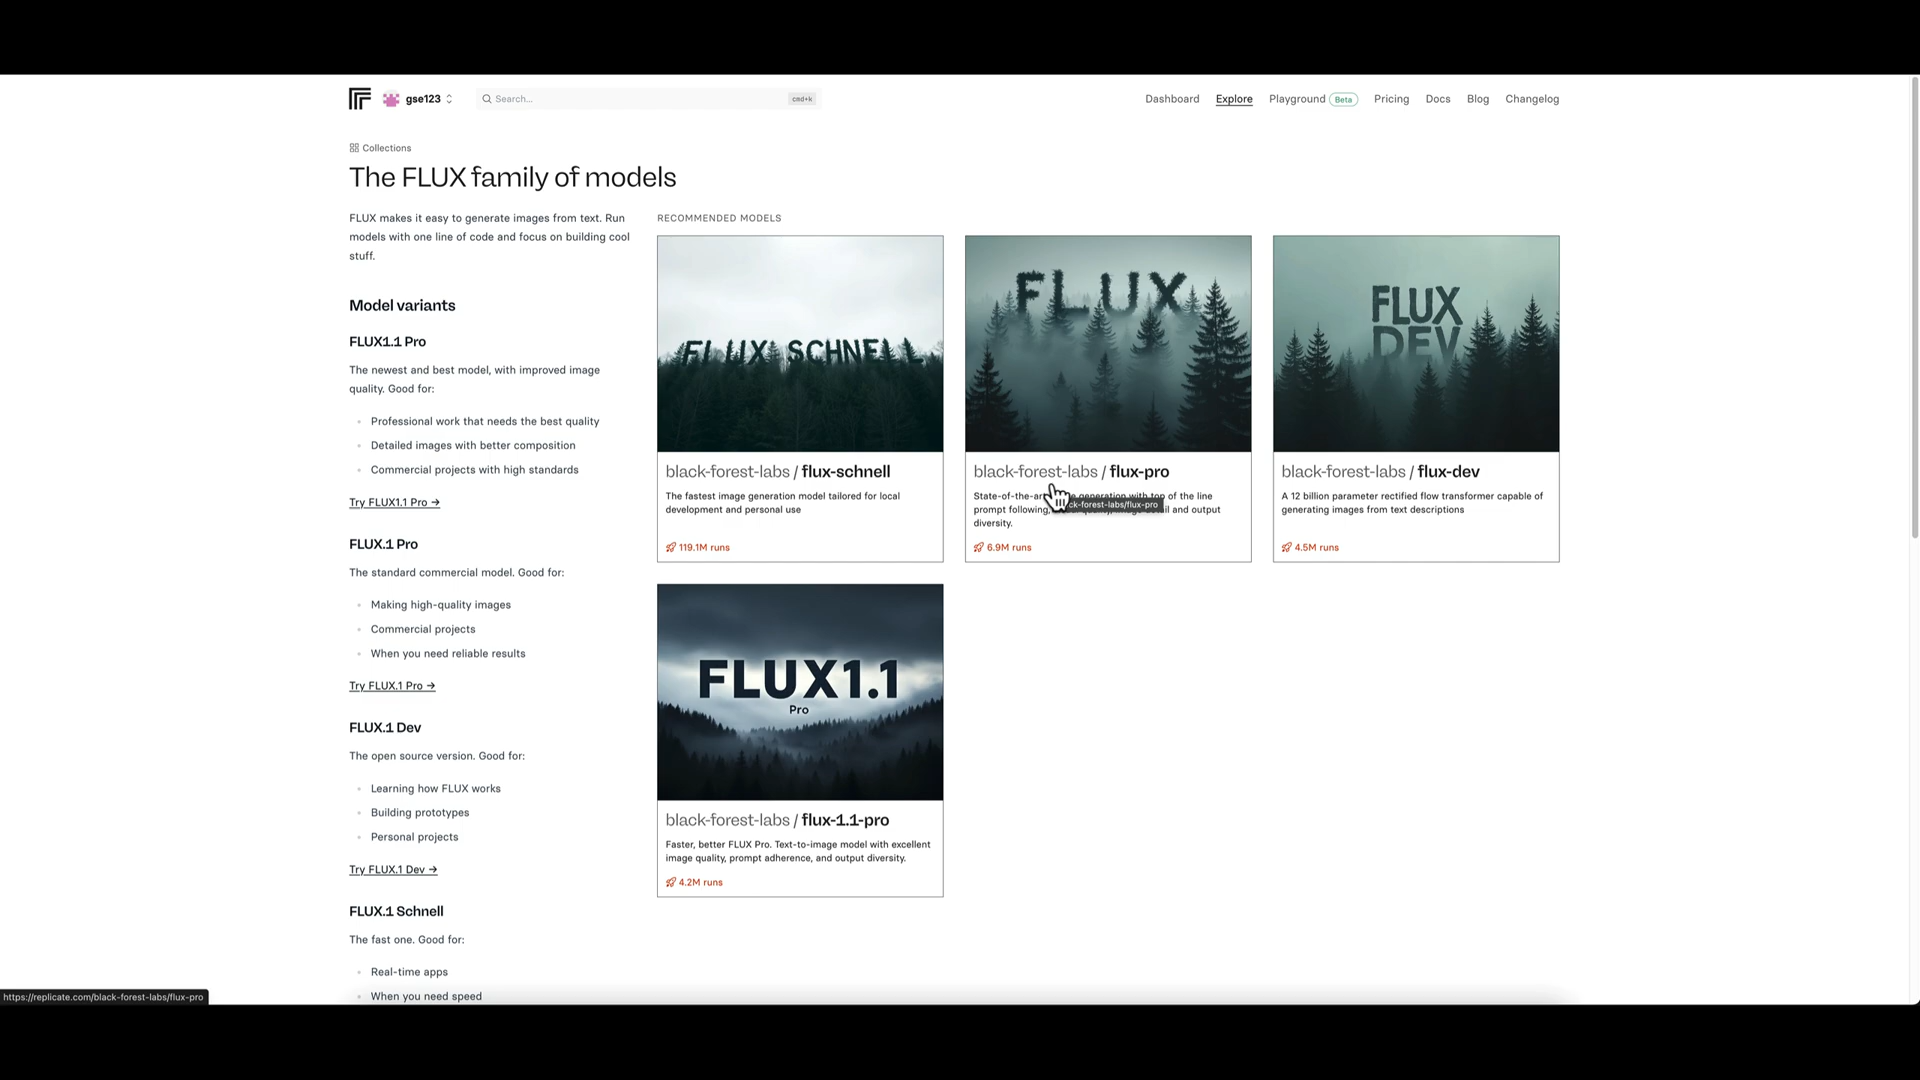 gse123
Search...
cmd+k
Dashboard
Explore
Playground Beta
Pricing
Docs
Blog
Changelog
Collections
The FLUX family of models
FLUX makes it easy to generate images from text. Run
models with one line of code and focus on building cool
stuff.
Model variants
FLUX1.1 Pro
The newest and best model, with improved image
quality. Good for:
Professional work that needs the best quality
Detailed images with better composition
Commercial projects with high standards
Try FLUX1.1 Pro →
FLUX.1 Pro
The standard commercial model. Good for:
Making high-quality images
Commercial projects
When you need reliable results
Try FLUX.1 Pro →
FLUX.1 Dev
The open source version. Good for:
Learning how FLUX works
Building prototypes
Personal projects
Try FLUX.1 Dev →
FLUX.1 Schnell
The fast one. Good for:
Real-time apps
When you need speed
RECOMMENDED MODELS
FLUX SCHNELL
black-forest-labs / flux-schnell
The fastest image generation model tailored for local
development and personal use
119.1M runs
FLUX
black-forest-labs / flux-pro
State-of-the-art generation with top of the line
prompt following, and output
diversity.
ck-forest-labs/flux-pro
6.9M runs
FLUX
DEV
black-forest-labs / flux-dev
A 12 billion parameter rectified flow transformer capable of
generating images from text descriptions
4.5M runs
FLUX1.1
Pro
black-forest-labs / flux-1.1-pro
Faster, better FLUX Pro. Text-to-image model with excellent
image quality, prompt adherence, and output diversity.
4.2M runs
https://replicate.com/black-forest-labs/flux-pro